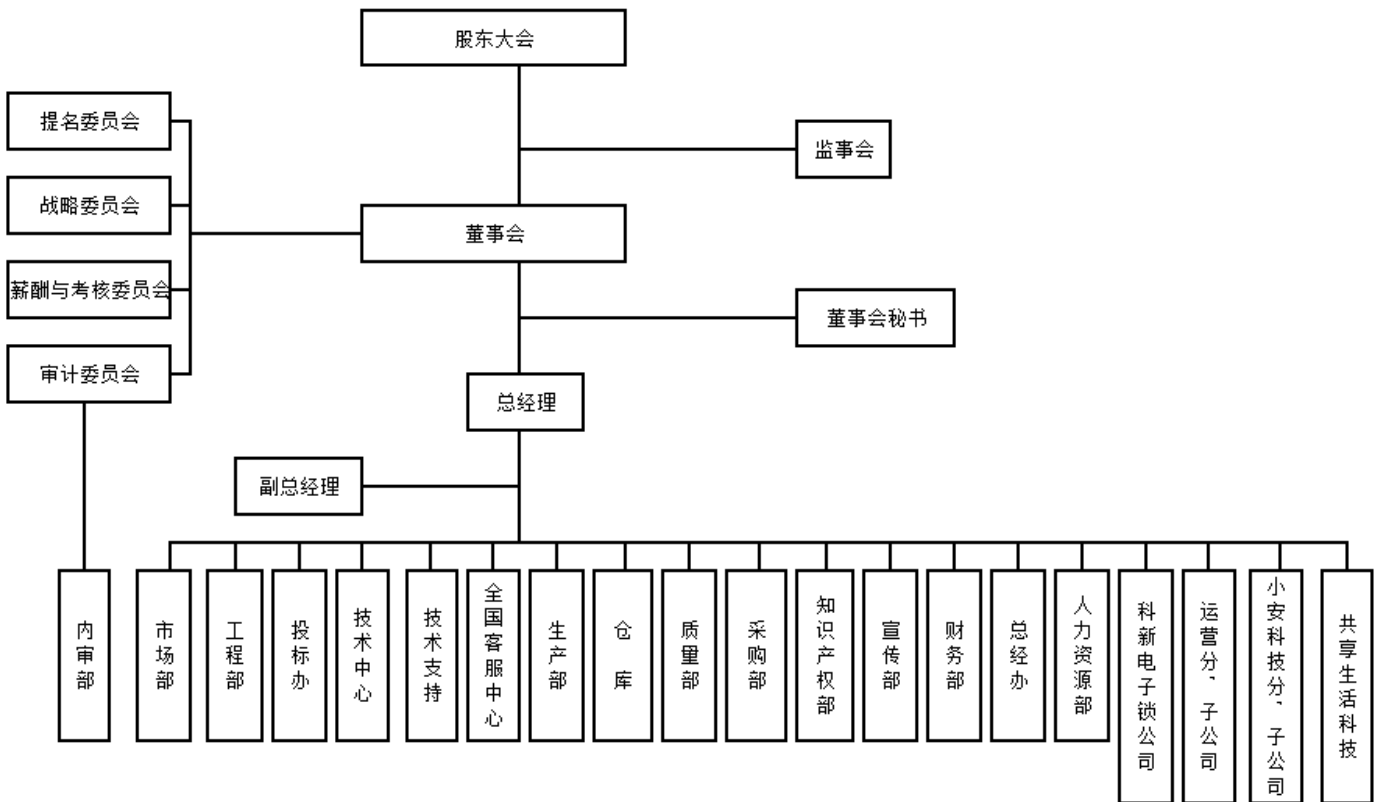 股东大会
提名委员会
监事会
战略委员会
董事会
薪酬与考核委员会
董事会秘书
审计委员会
总经理
副总经理
内审部
市场部
工程部
投标办
技术中心
技术支持
全国客服中心
生产部
仓库
质量部
采购部
知识产权部
宣传部
财务部
总经办
人力资源部
科新电子锁公司
运营分、子公司
小安科技分、子公司
共享生活科技